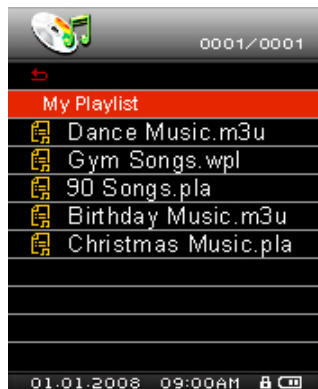 0001/0001
My Playlist
Dance Music.m3u
Gym Songs.wpl
90 Songs.pla
Birthday Music.m3u
Christmas Music.pla
01.01.2008 09:00AM